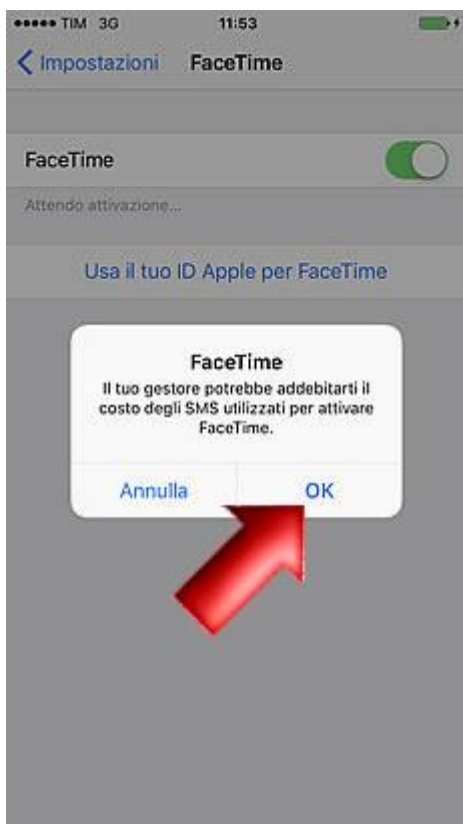 TIM 3G 11:53
Impostazioni FaceTime
FaceTime
Attendo attivazione...
Usa il tuo ID Apple per FaceTime
FaceTime
Il tuo gestore potrebbe addebitarti il
costo degli SMS utilizzati per attivare
FaceTime.
Annulla OK